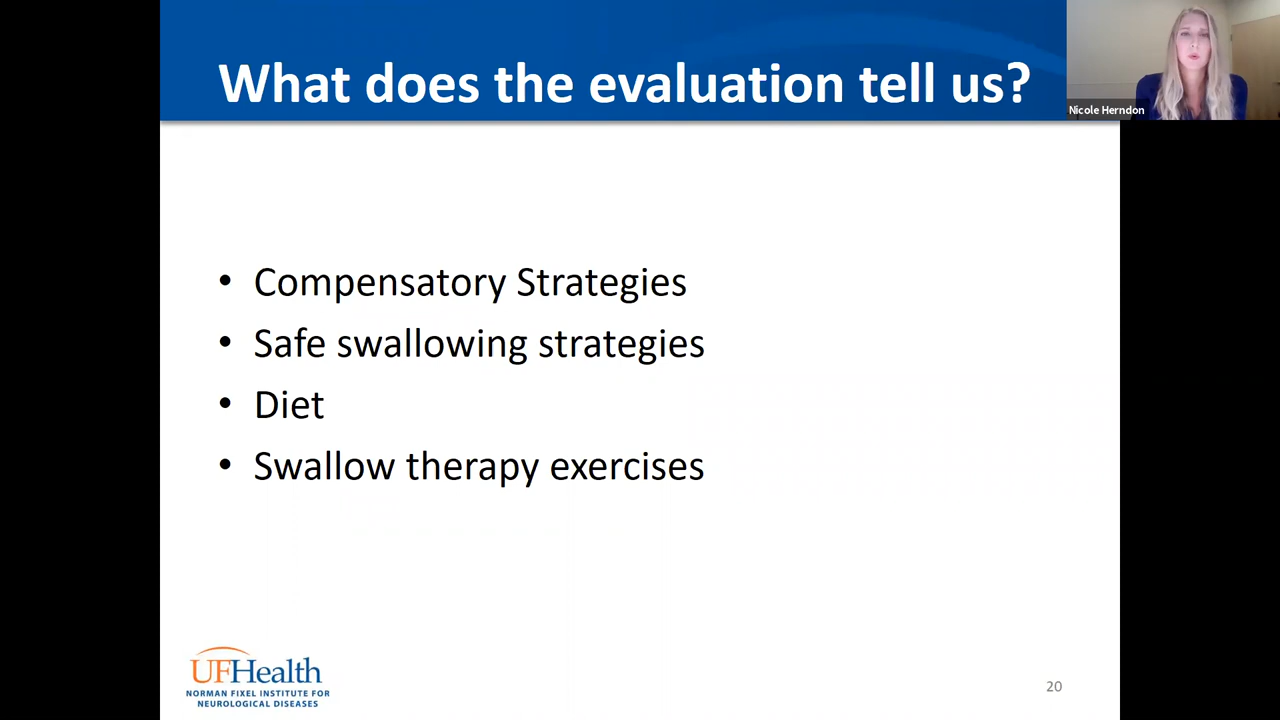 What does the evaluation tell us?
Nicole Herndon
• Compensatory Strategies
• Safe swallowing strategies
• Diet
• Swallow therapy exercises
UFHealth
NORMAN FIXEL INSTITUTE FOR
NEUROLOGICAL DISEASES
20